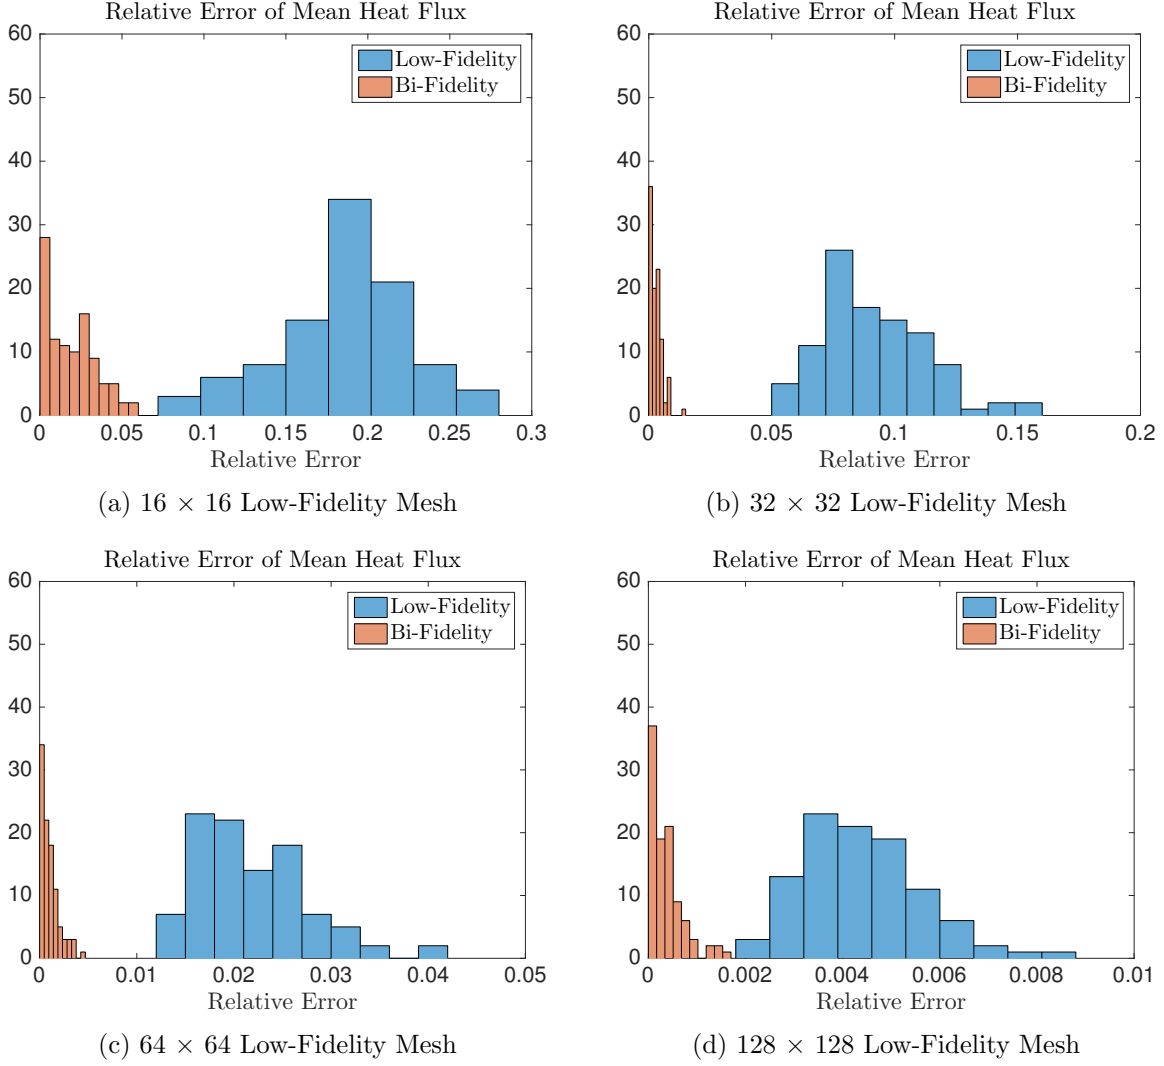 Relative Error of Mean Heat Flux
60
50
40
30
20
10
0
Low-Fidelity
Bi-Fidelity
0 0.05 0.1 0.15 0.2 0.25 0.3
Relative Error
(a) 16 × 16 Low-Fidelity Mesh
Relative Error of Mean Heat Flux
60
50
40
30
20
10
0
Low-Fidelity
Bi-Fidelity
0 0.05 0.1 0.15 0.2
Relative Error
(b) 32 × 32 Low-Fidelity Mesh
Relative Error of Mean Heat Flux
60
50
40
30
20
10
0
Low-Fidelity
Bi-Fidelity
0 0.01 0.02 0.03 0.04 0.05
Relative Error
(c) 64 × 64 Low-Fidelity Mesh
Relative Error of Mean Heat Flux
60
50
40
30
20
10
0
Low-Fidelity
Bi-Fidelity
0 0.002 0.004 0.006 0.008 0.01
Relative Error
(d) 128 × 128 Low-Fidelity Mesh